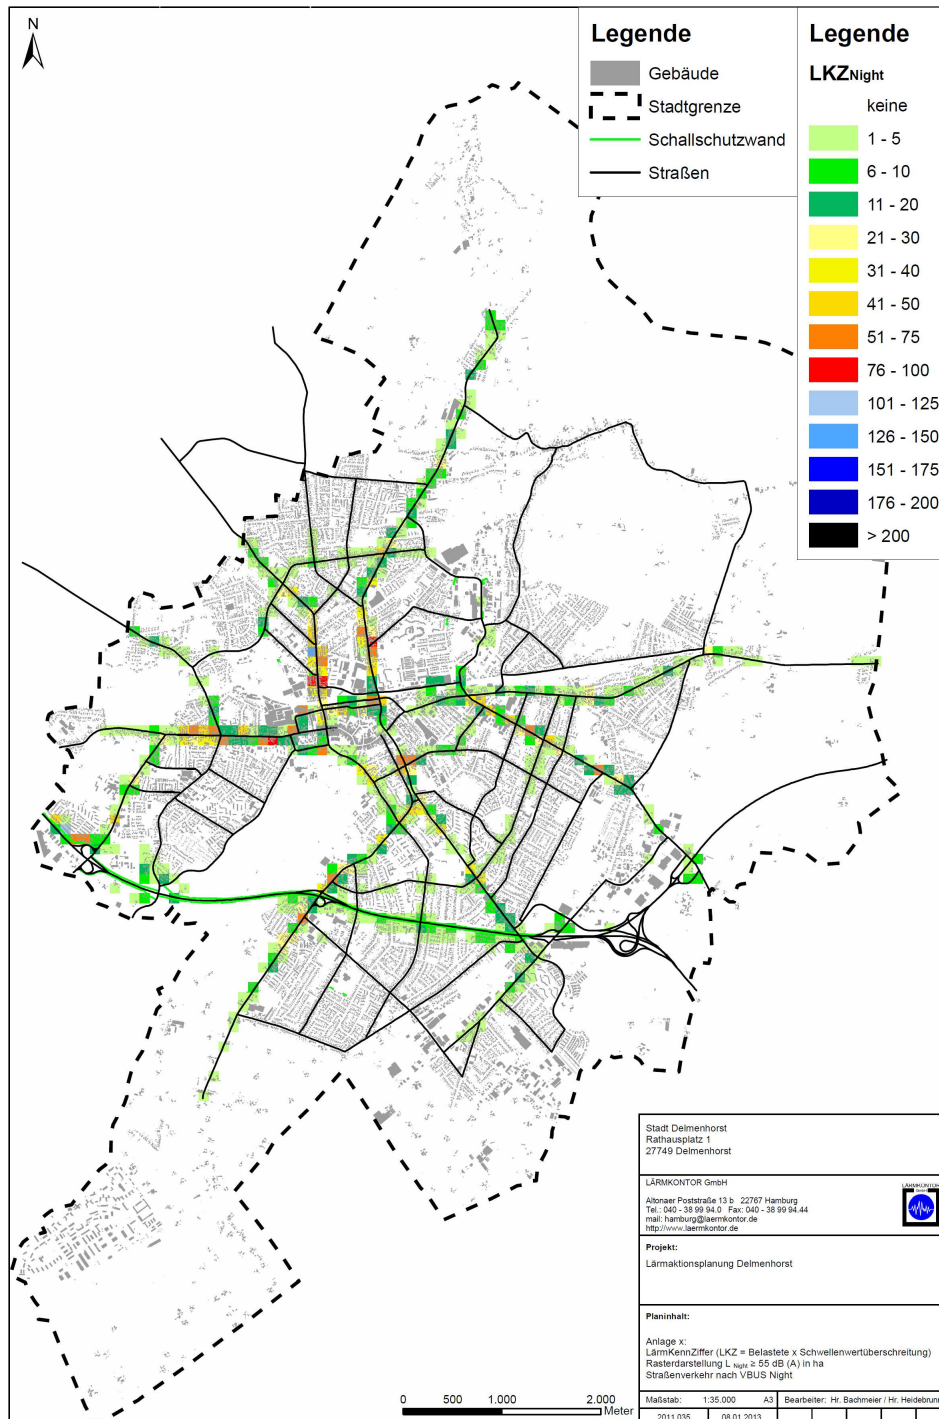 N
Legende
Gebäude
Stadtgrenze
Schallschutzwand
Straßen
Legende
LKZNight
keine
1 - 5
6 - 10
11 - 20
21 - 30
31 - 40
41 - 50
51 - 75
76 - 100
101 - 125
126 - 150
151 - 175
176 - 200
> 200
Stadt Delmenhorst
Rathausplatz 1
27749 Delmenhorst
LÄRMKONTOR GmbH
Altonaer Poststraße 13 b 22767 Hamburg
Tel.: 040 - 38 99 94.0 Fax: 040 - 38 99 94.44
mail: hamburg@laermkontor.de
http://www.laermkontor.de
LÄRMKONTOR
GmbH
Projekt:
Lärmaktionsplanung Delmenhorst
Planinhalt:
Anlage x:
LärmKennZiffer (LKZ = Belastete x Schwellenwertüberschreitung)
Rasterdarstellung L Night ≥ 55 dB (A) in ha
Straßenverkehr nach VBUS Night
Maßstab: 1:35.000 A3 Bearbeiter: Hr. Bachmeier / Hr. Heidebrunn
2011.035 08.01.2013
0 500 1.000 2.000
Meter